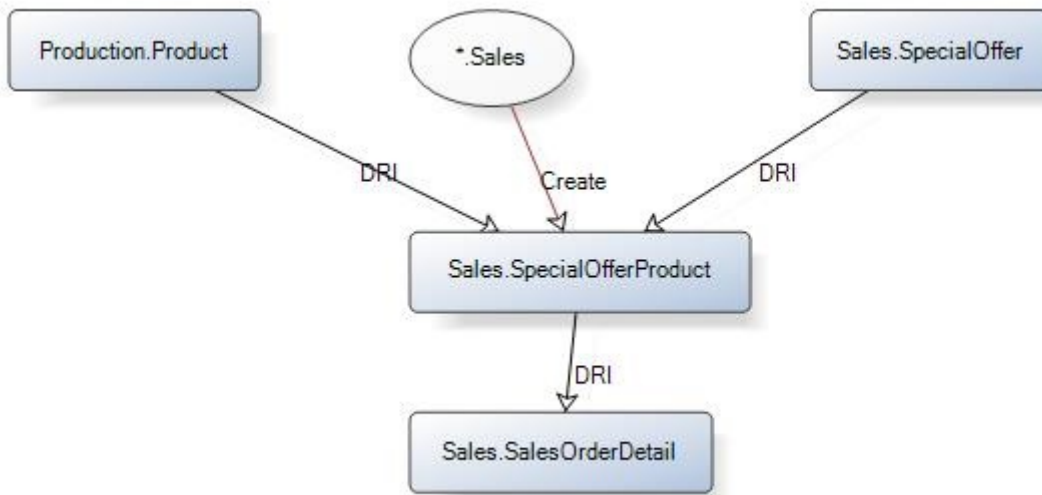 Production.Product
*.Sales
Sales.SpecialOffer
DRI
Create
DRI
Sales.SpecialOfferProduct
DRI
Sales.SalesOrderDetail